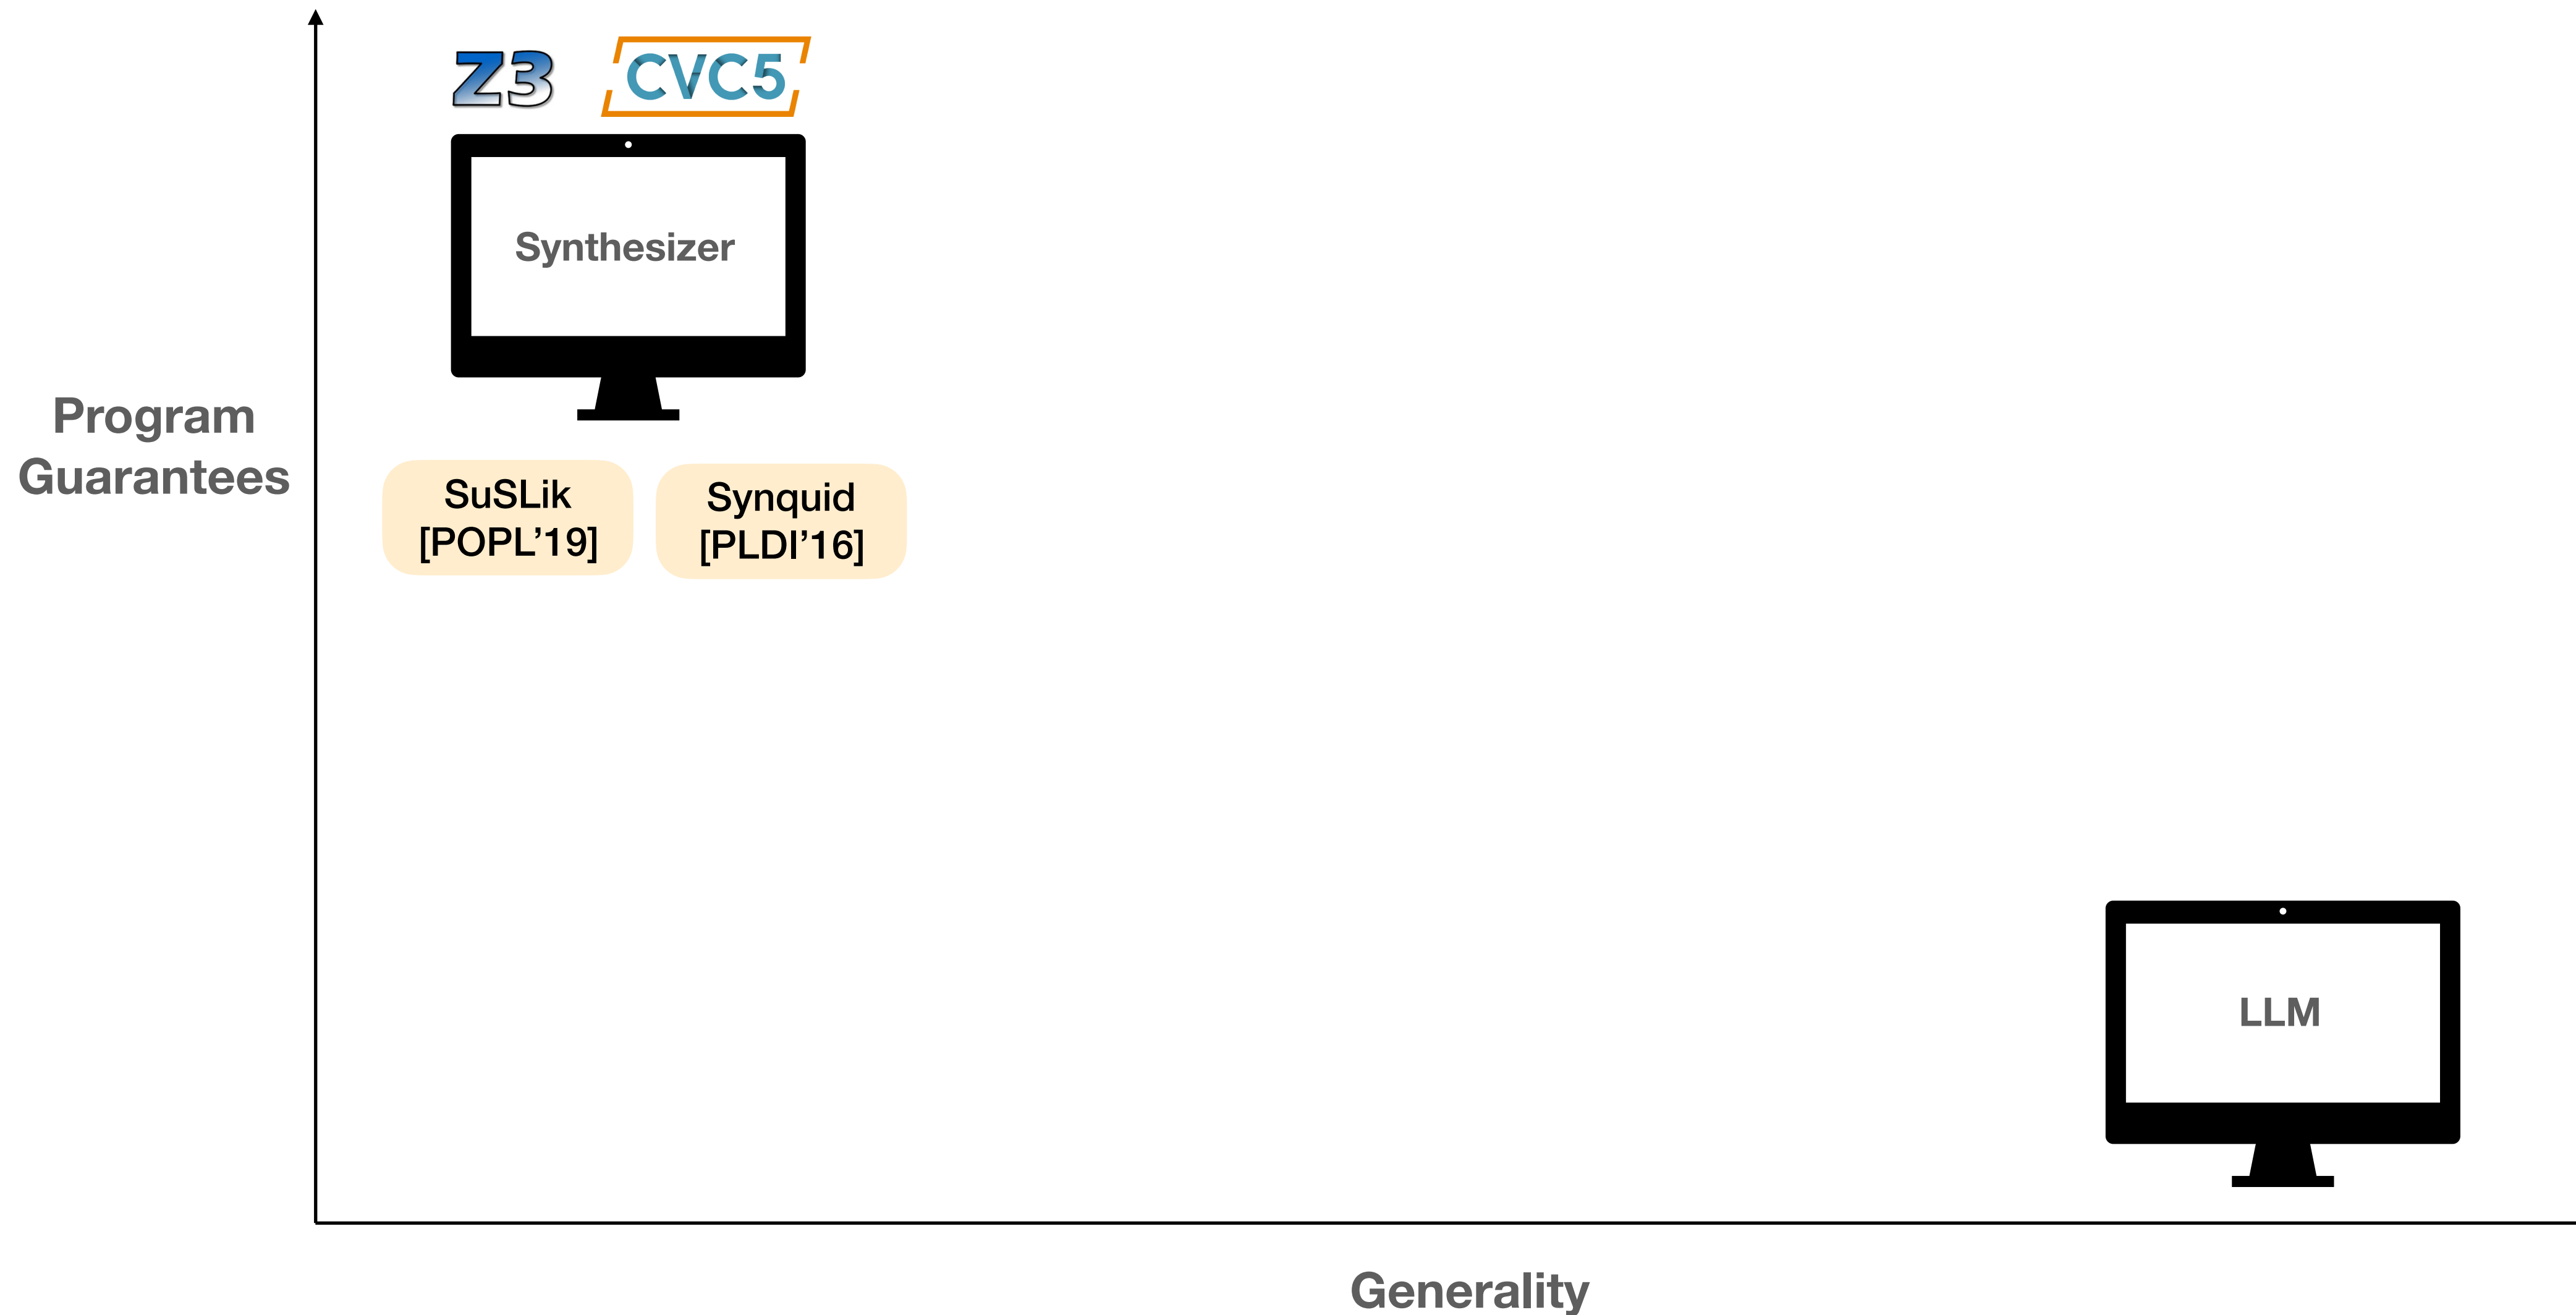 Z3
CVC5
Synthesizer
Program
Guarantees
SuSLik
[POPL’19]
Synquid
[PLDI’16]
LLM
Generality